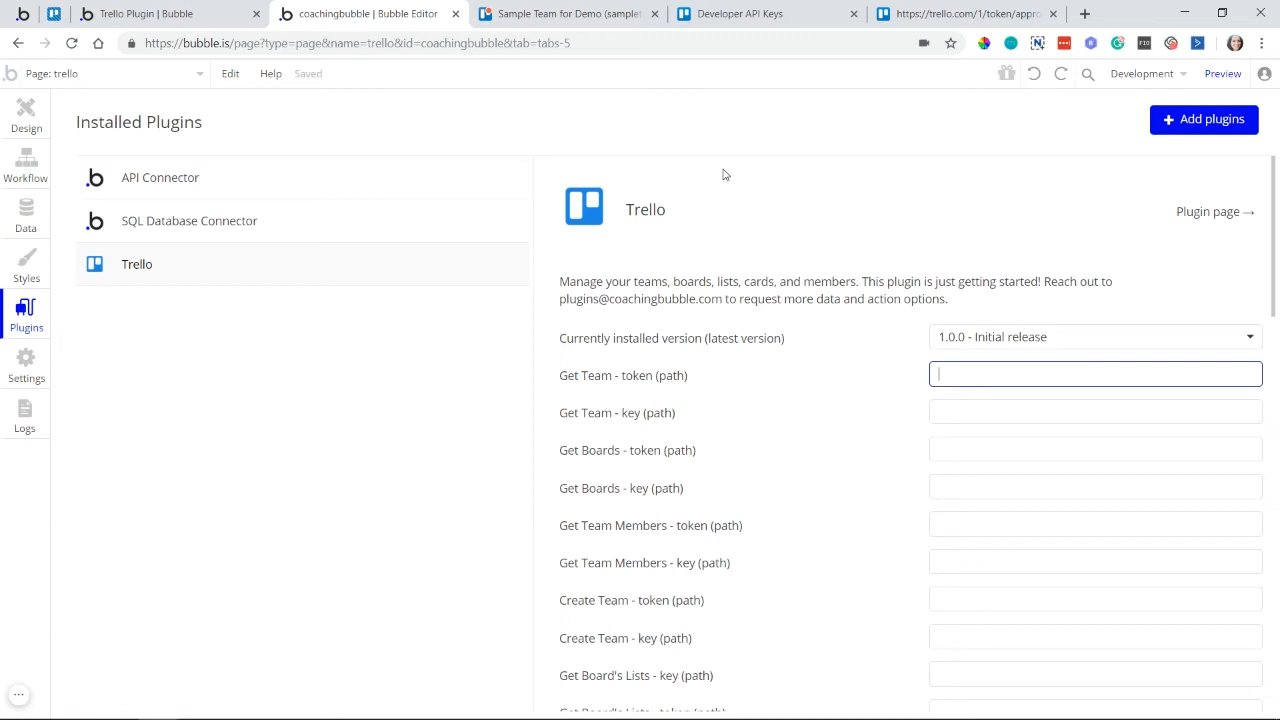 Trello Plugin | Bubble
coachingbubble | Bubble Editor
Sample Team for Demo (samplet
Developer API Keys
https://trello.com/1/token/appro
https://bubble.is/page?type=page&name=trello&id=coachingbubble&tab=tabs-5
Page: trello
Edit
Help
Saved
Development
Preview
Design
Workflow
Data
Styles
Plugins
Settings
Logs
Installed Plugins
+ Add plugins
API Connector
SQL Database Connector
Trello
Trello
Plugin page →
Manage your teams, boards, lists, cards, and members. This plugin is just getting started! Reach out to
plugins@coachingbubble.com to request more data and action options.
Currently installed version (latest version)
1.0.0 - Initial release
Get Team - token (path)
Get Team - key (path)
Get Boards - token (path)
Get Boards - key (path)
Get Team Members - token (path)
Get Team Members - key (path)
Create Team - token (path)
Create Team - key (path)
Get Board's Lists - key (path)
Get Board's Lists - token (path)